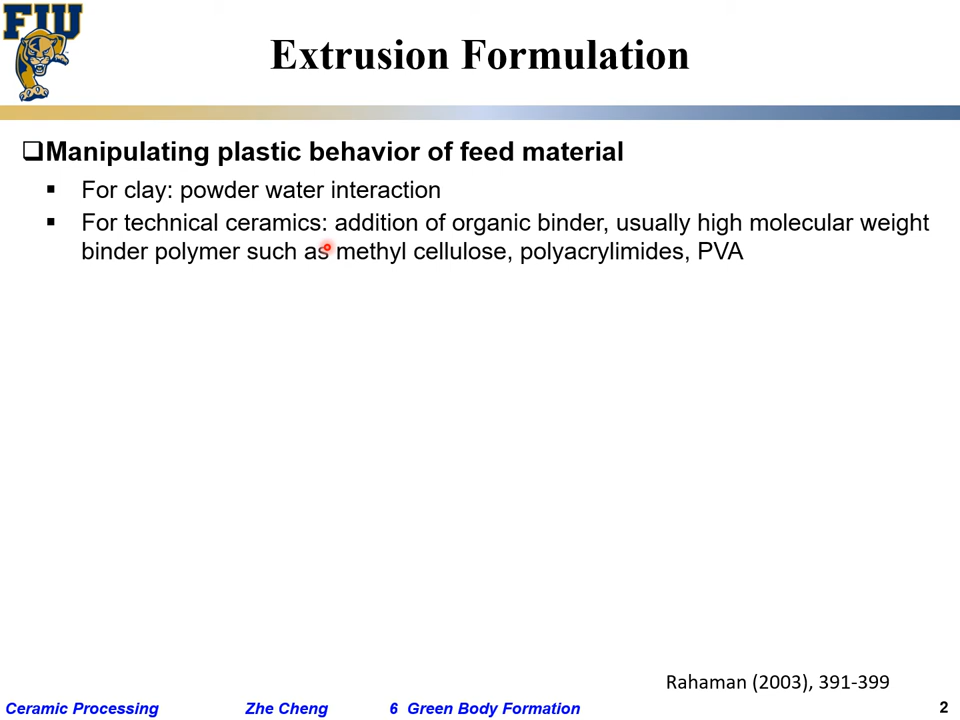 FIU
Extrusion Formulation
❑Manipulating plastic behavior of feed material
▪ For clay: powder water interaction
▪ For technical ceramics: addition of organic binder, usually high molecular weight
binder polymer such as methyl cellulose, polyacrylimides, PVA
Rahaman (2003), 391-399
Ceramic Processing Zhe Cheng 6 Green Body Formation 2